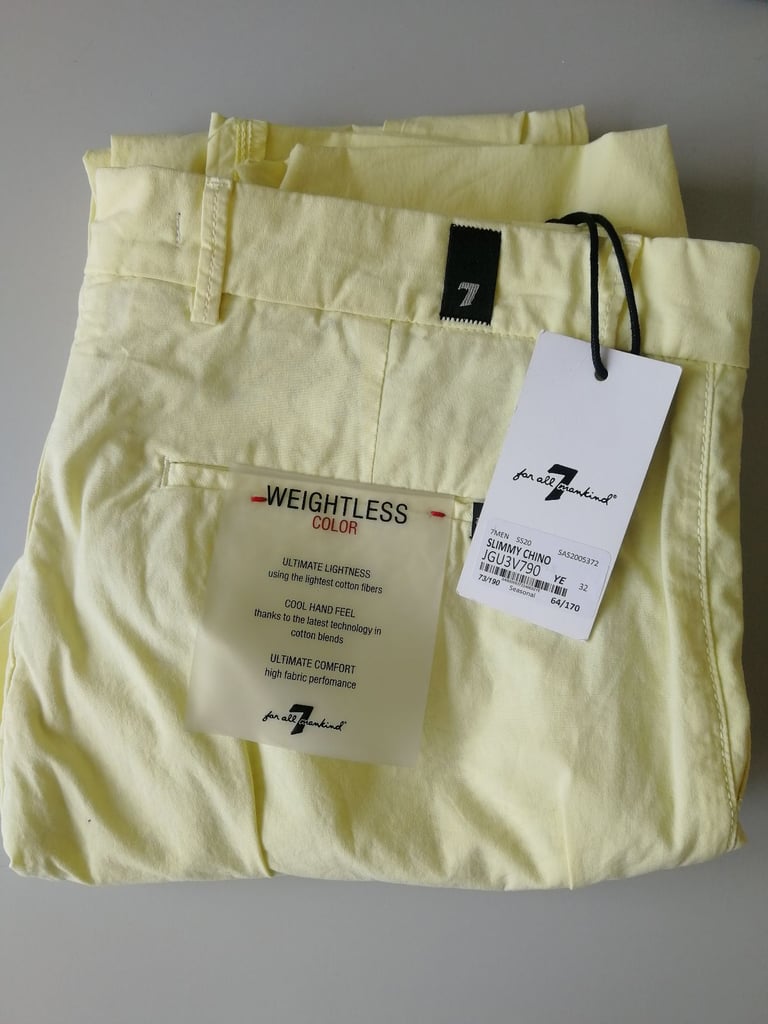 7
for all 7 mankind®
7MEN SS20 SAS2005372
SLIMMY CHINO
JGU3V790 YE 32
73/190 Seasonal 64/170
WEIGHTLESS
COLOR
ULTIMATE LIGHTNESS
using the lightest cotton fibers
COOL HAND FEEL
thanks to the latest technology in
cotton blends
ULTIMATE COMFORT
high fabric perfomance
for all 7 mankind®